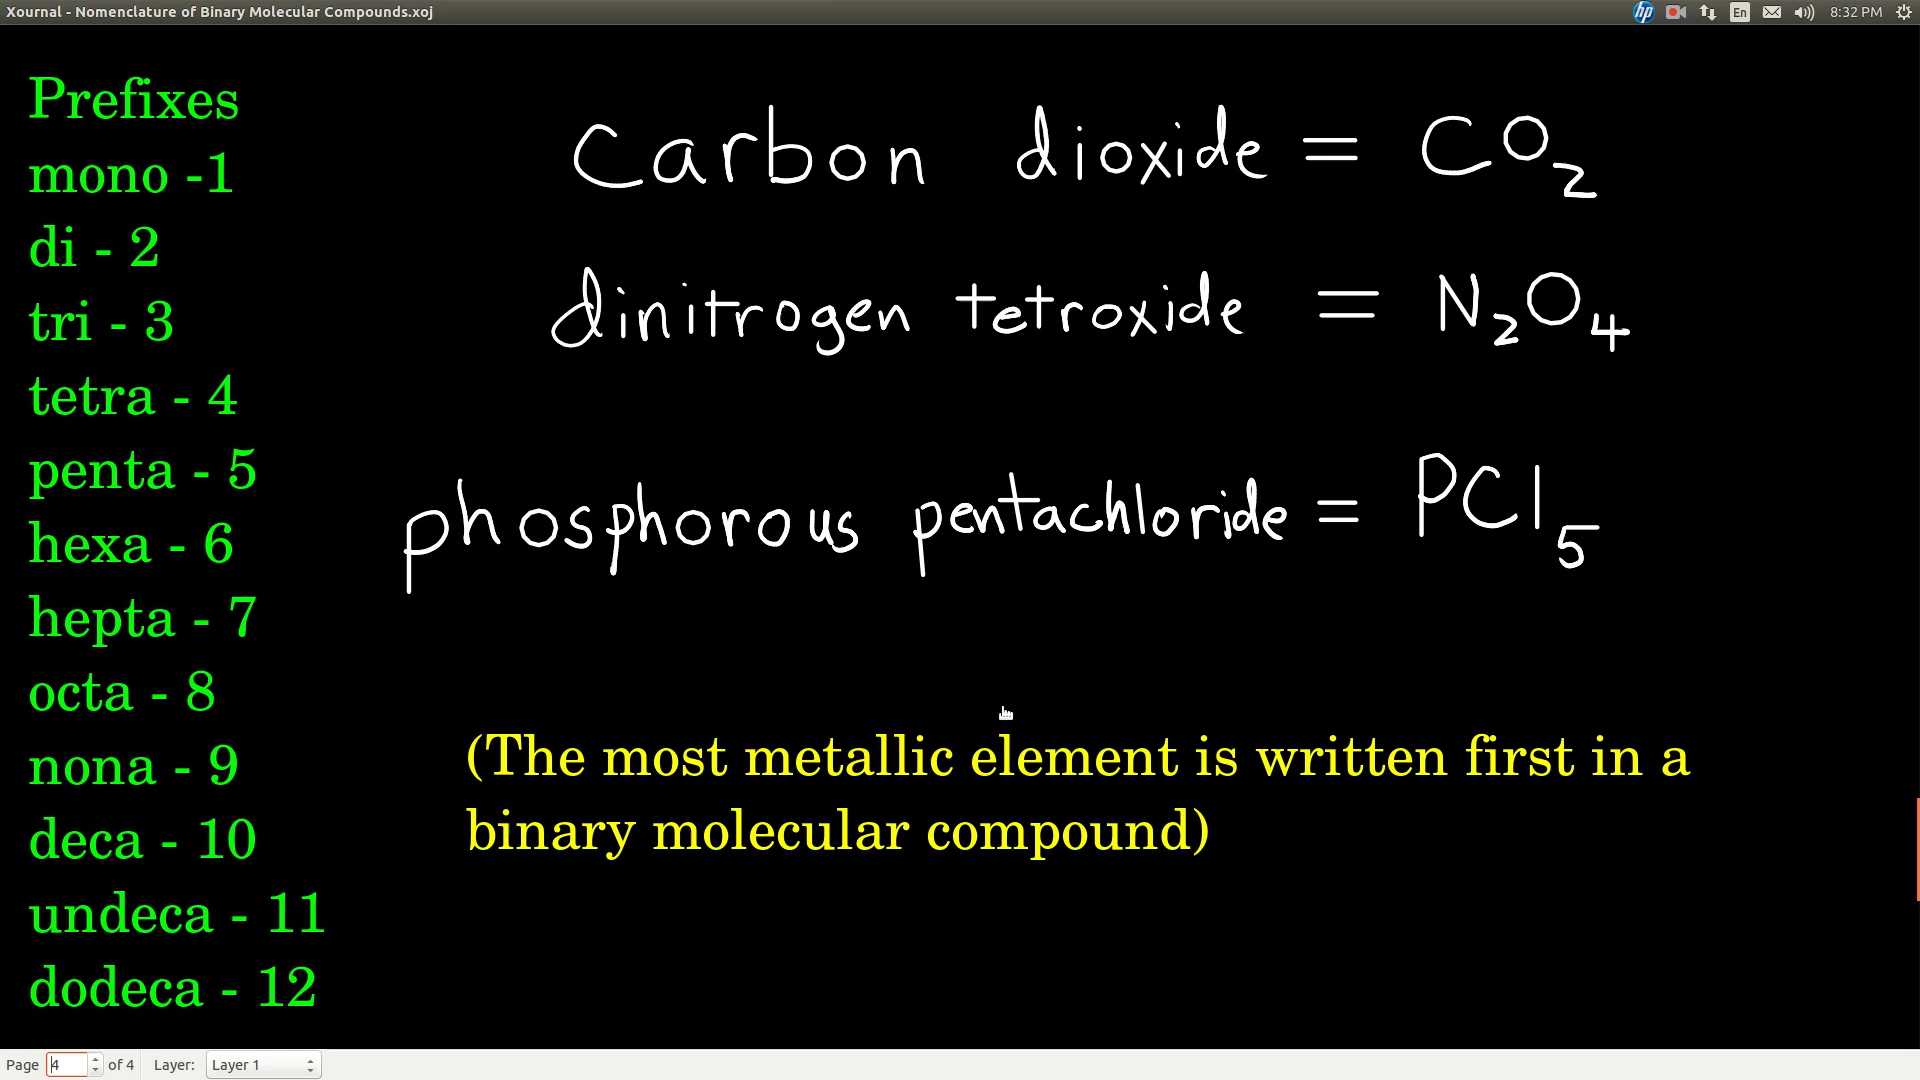 Xournal - Nomenclature of Binary Molecular Compounds.xoj
hp En 8:32 PM
Prefixes
mono -1
di - 2
tri - 3
tetra - 4
penta - 5
hexa - 6
hepta - 7
octa - 8
nona - 9
deca - 10
undeca - 11
dodeca - 12
Carbon dioxide = CO₂
dinitrogen tetroxide = N₂O₄
phosphorous pentachloride = PCl₅
(The most metallic element is written first in a
binary molecular compound)
Page 4 of 4 Layer: Layer 1